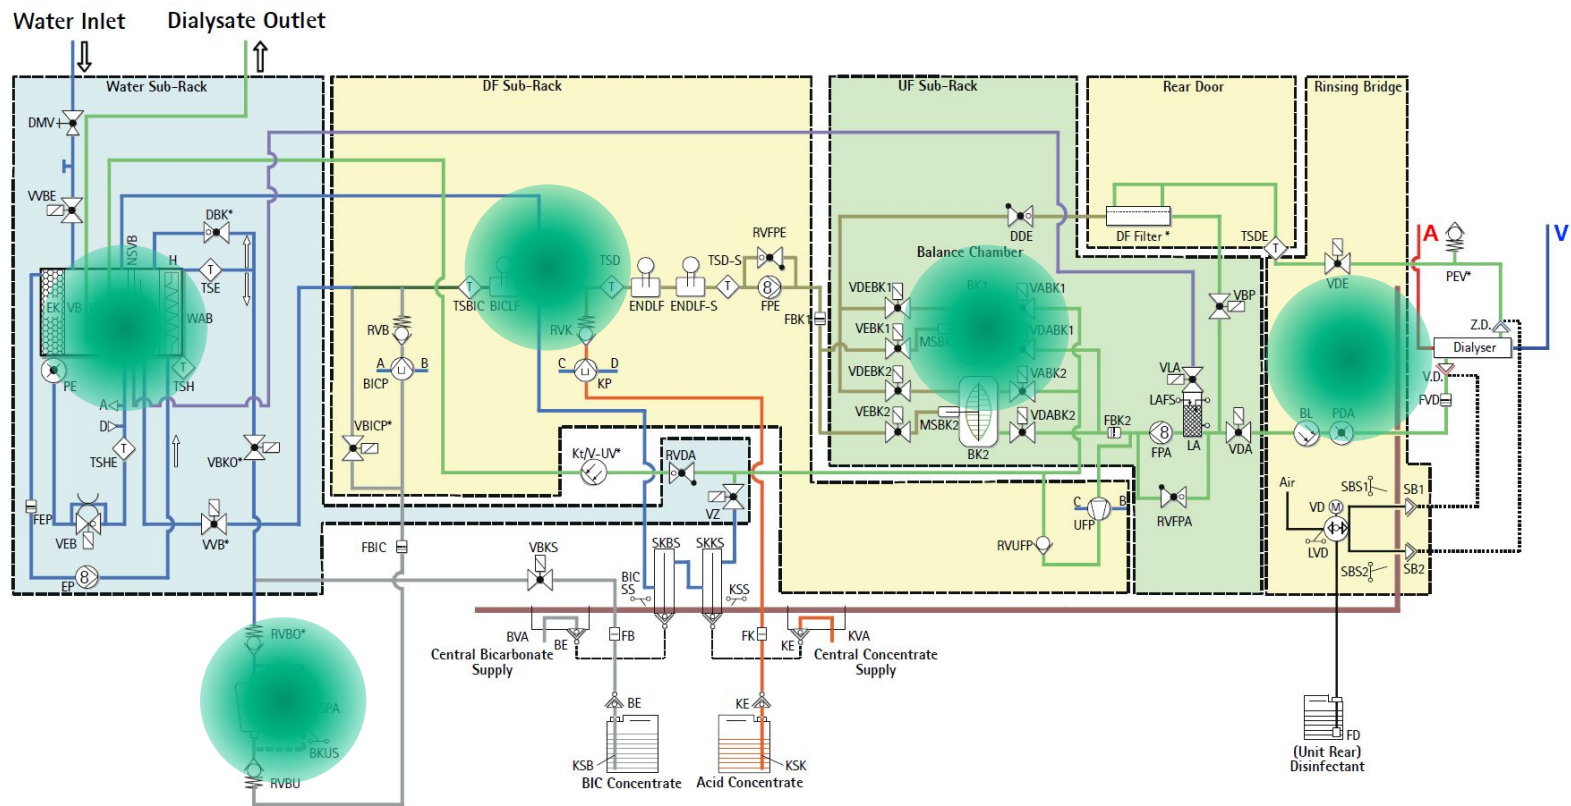 Water Inlet
Dialysate Outlet
Water Sub-Rack
DF Sub-Rack
UF Sub-Rack
Rear Door
Rinsing Bridge
DMV
VVBE
DBK*
NSVB
H
TSE
EK
VB
WAB
PE
TSH
A
D
TSHE
VBKO*
FEP
VEB
VVB*
EP
RVB
A
B
BICP
VBICP*
FBIC
TSBIC
BICLF
TSD
RVK
C
D
KP
ENDLF
ENDLF-S
TSD-S
RVFPE
FPE
FBK1
Kt/V-UV*
RVDA
VZ
DDE
Balance Chamber
VDEBK1
BK1
VABK1
VEBK1
MSBK
VDABK1
VDEBK2
VABK2
VEBK2
MSBK2
VDABK2
BK2
FBK2
FPA
LA
LAFS
VLA
VDA
RVFPA
VBP
DF Filter *
TSDE
VDE
A
V
PEV*
Z.D.
Dialyser
V.D.
FVD
BL
PDA
C
B
UFP
RVUFP
Air
SBS1
SB1
VD
M
LVD
SBS2
SB2
VBKS
SKBS
SKKS
BIC
SS
KSS
BVA
BE
FB
FK
KE
KVA
Central Bicarbonate
Supply
Central Concentrate
Supply
RVBO*
SPA
BKUS
RVBU
BE
KE
KSB
KSK
BIC Concentrate
Acid Concentrate
FD
(Unit Rear)
Disinfectant